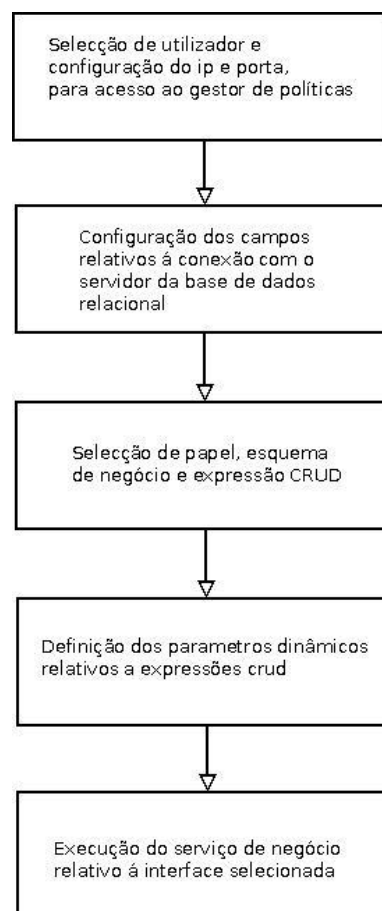 Selecção de utilizador e
configuração do ip e porta,
para acesso ao gestor de políticas
Configuração dos campos
relativos á conexão com o
servidor da base de dados
relacional
Selecção de papel, esquema
de negócio e expressão CRUD
Definição dos parametros dinâmicos
relativos a expressões crud
Execução do serviço de negócio
relativo á interface selecionada